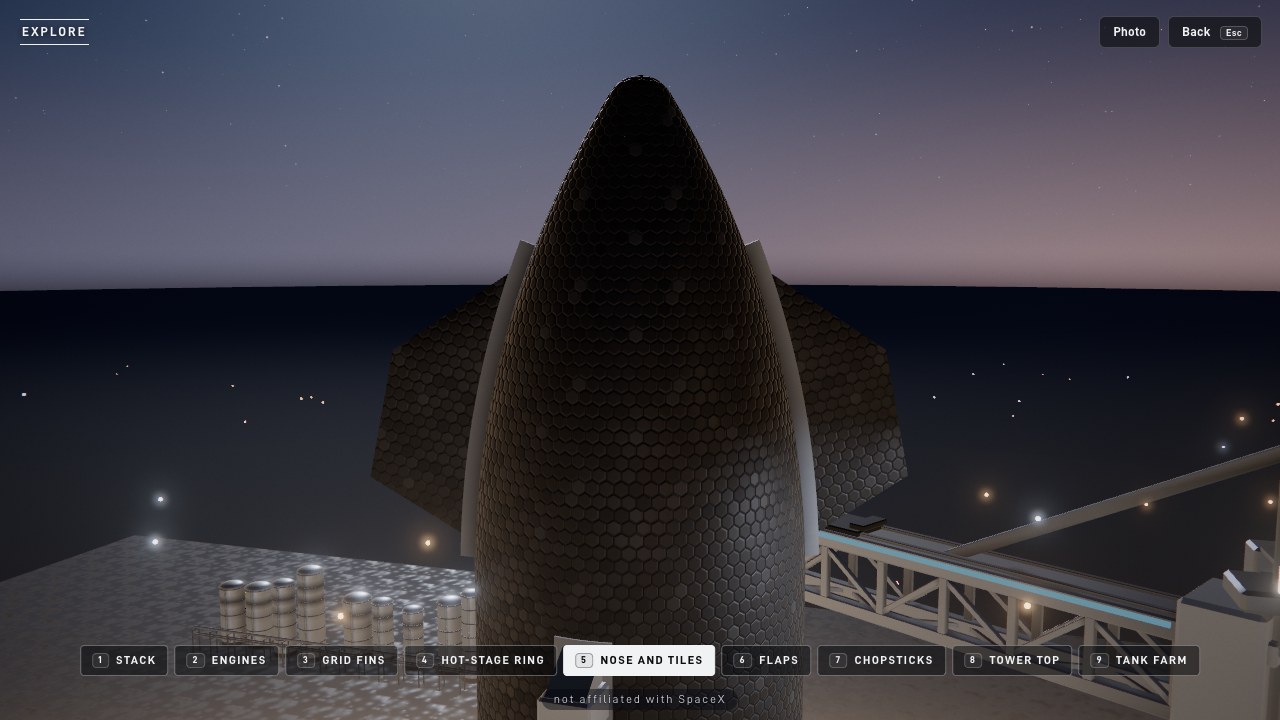 EXPLORE
Photo
Back Esc
1 STACK
2 ENGINES
3 GRID FINS
4 HOT-STAGE RING
5 NOSE AND TILES
6 FLAPS
7 CHOPSTICKS
8 TOWER TOP
9 TANK FARM
not affiliated with SpaceX